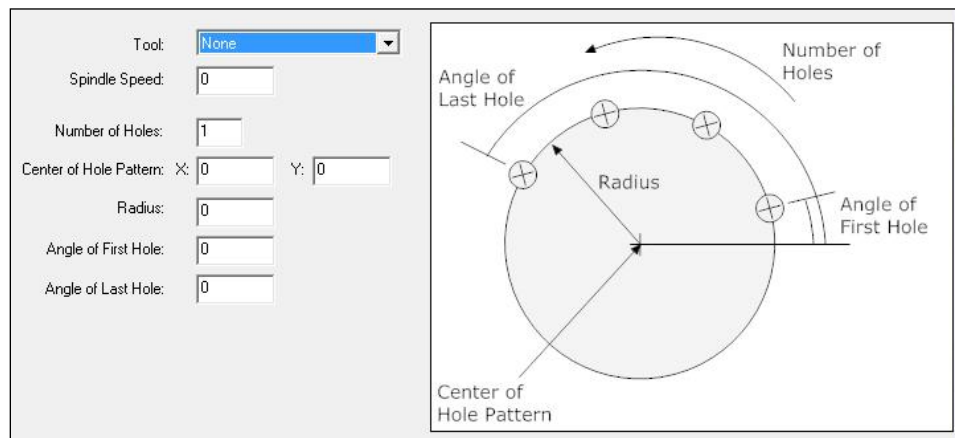 Tool: None
Spindle Speed: 0
Number of Holes: 1
Center of Hole Pattern: X: 0 Y: 0
Radius: 0
Angle of First Hole: 0
Angle of Last Hole: 0
Number of
Holes
Angle of
Last Hole
Radius
Angle of
First Hole
Center of
Hole Pattern